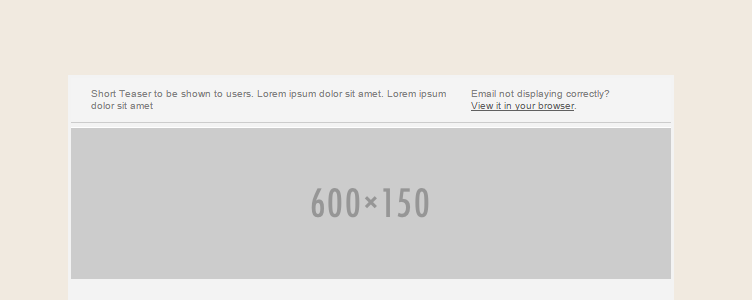 Short Teaser to be shown to users. Lorem ipsum dolor sit amet. Lorem ipsum
dolor sit amet
Email not displaying correctly?
View it in your browser.
600×150